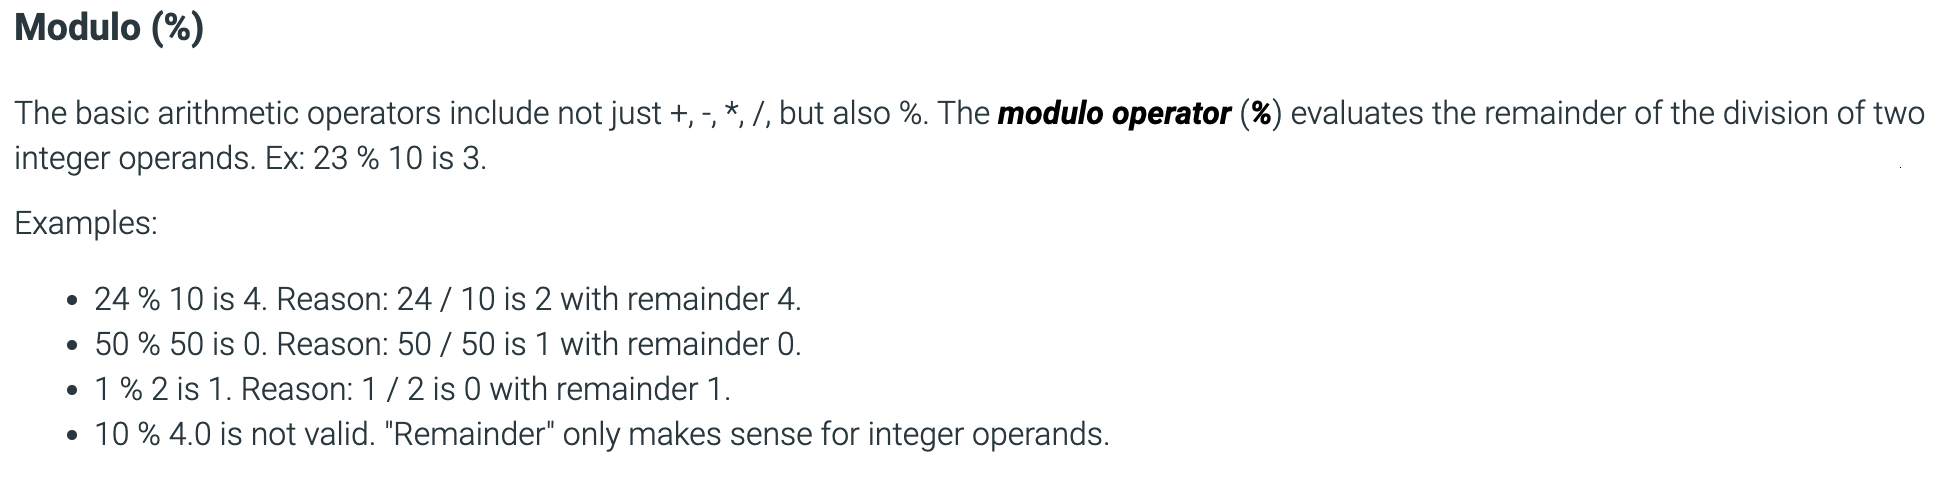 Modulo (%)
The basic arithmetic operators include not just +, -, *, /, but also %. The modulo operator (%) evaluates the remainder of the division of two
integer operands. Ex: 23 % 10 is 3.
Examples:
• 24 % 10 is 4. Reason: 24 / 10 is 2 with remainder 4.
• 50 % 50 is 0. Reason: 50 / 50 is 1 with remainder 0.
• 1 % 2 is 1. Reason: 1 / 2 is 0 with remainder 1.
• 10 % 4.0 is not valid. "Remainder" only makes sense for integer operands.